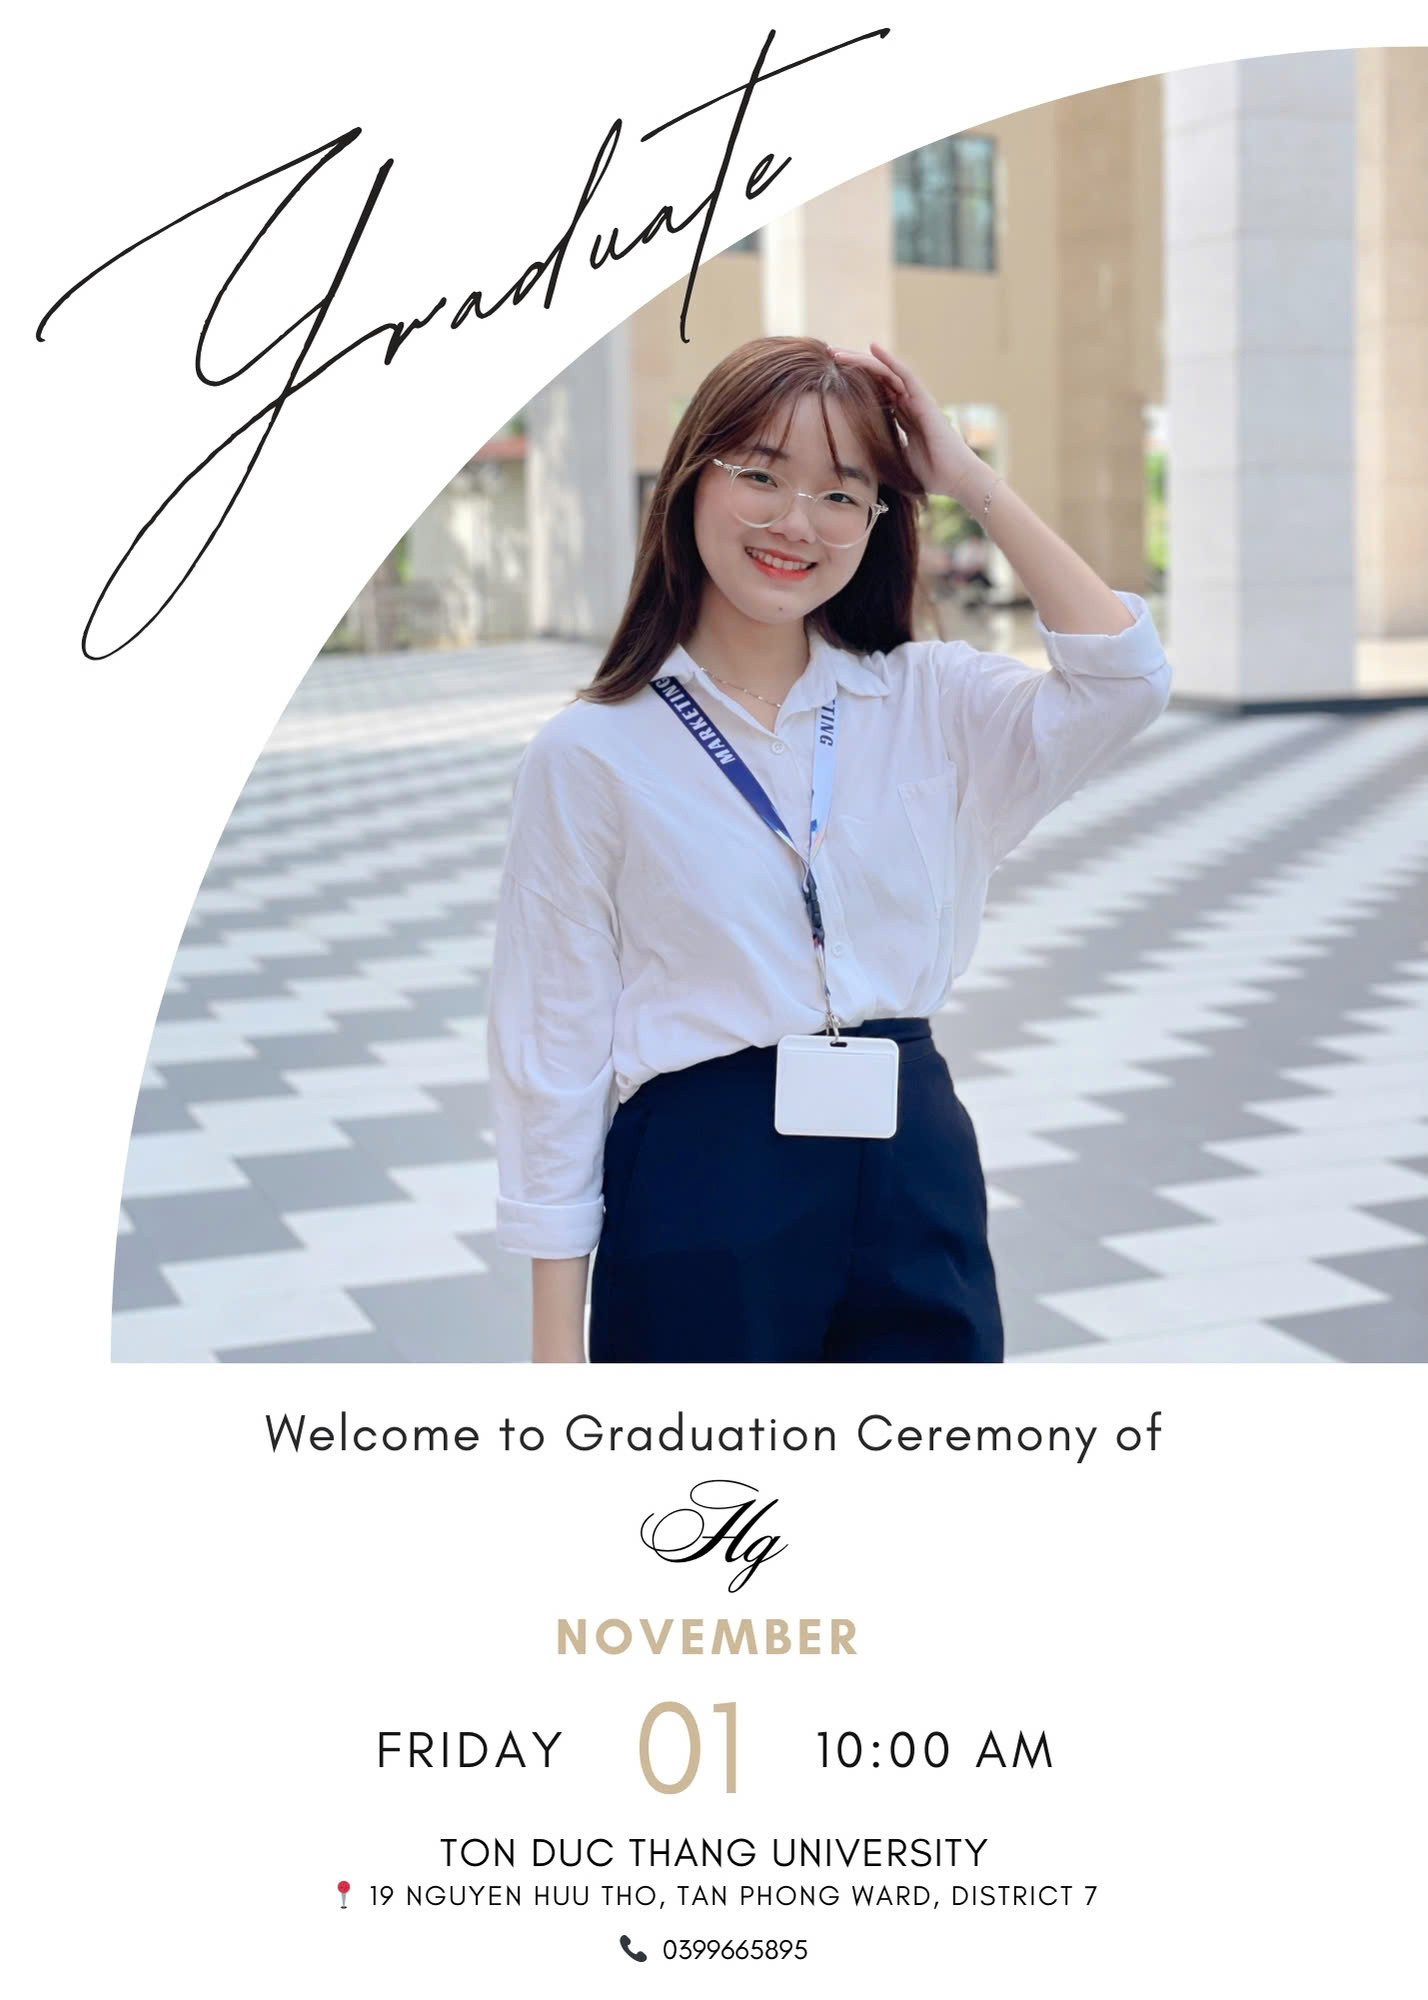 Graduate
MARKETING
TING
Welcome to Graduation Ceremony of
Hg
NOVEMBER
FRIDAY 01 10:00 AM
TON DUC THANG UNIVERSITY
📍 19 NGUYEN HUU THO, TAN PHONG WARD, DISTRICT 7
📞 0399665895